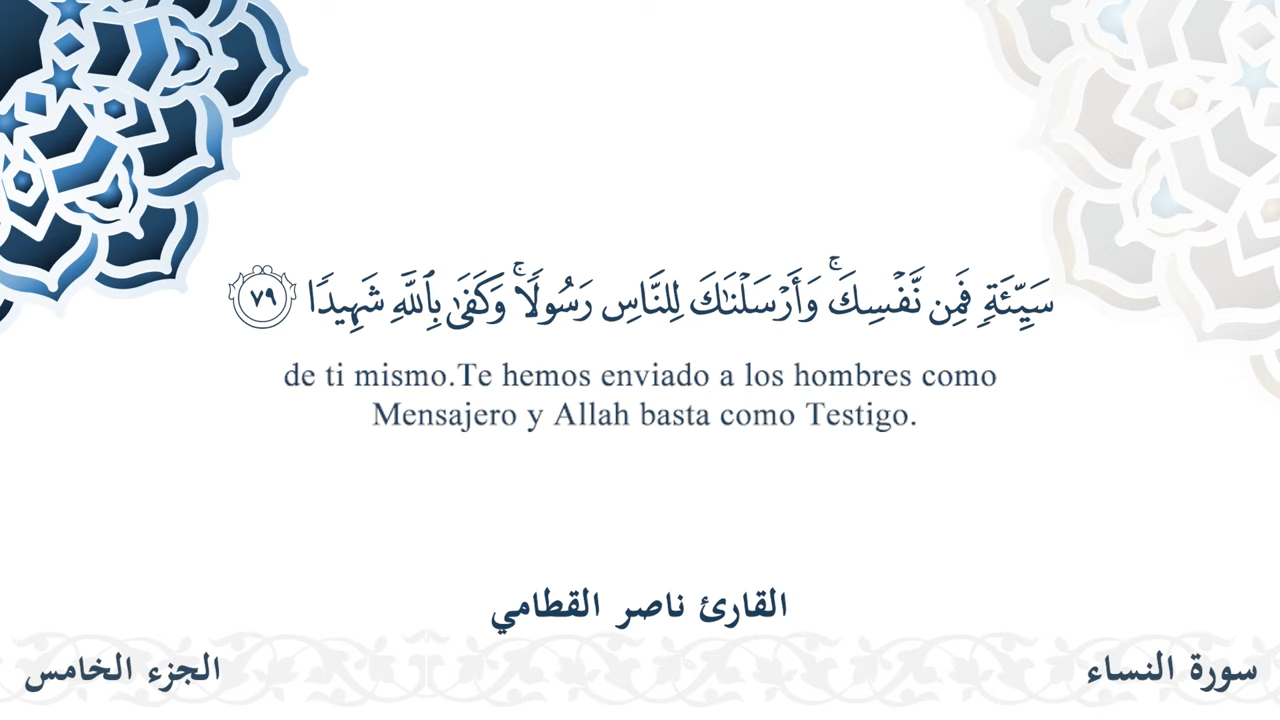 سَيِّئَةٖ فَمِن نَّفۡسِكَۚ وَأَرۡسَلۡنَٰكَ لِلنَّاسِ رَسُولٗاۚ وَكَفَىٰ بِٱللَّهِ شَهِيدٗا ٧٩
de ti mismo.Te hemos enviado a los hombres como
Mensajero y Allah basta como Testigo.
القارئ ناصر القطامي
سورة النساء
الجزء الخامس